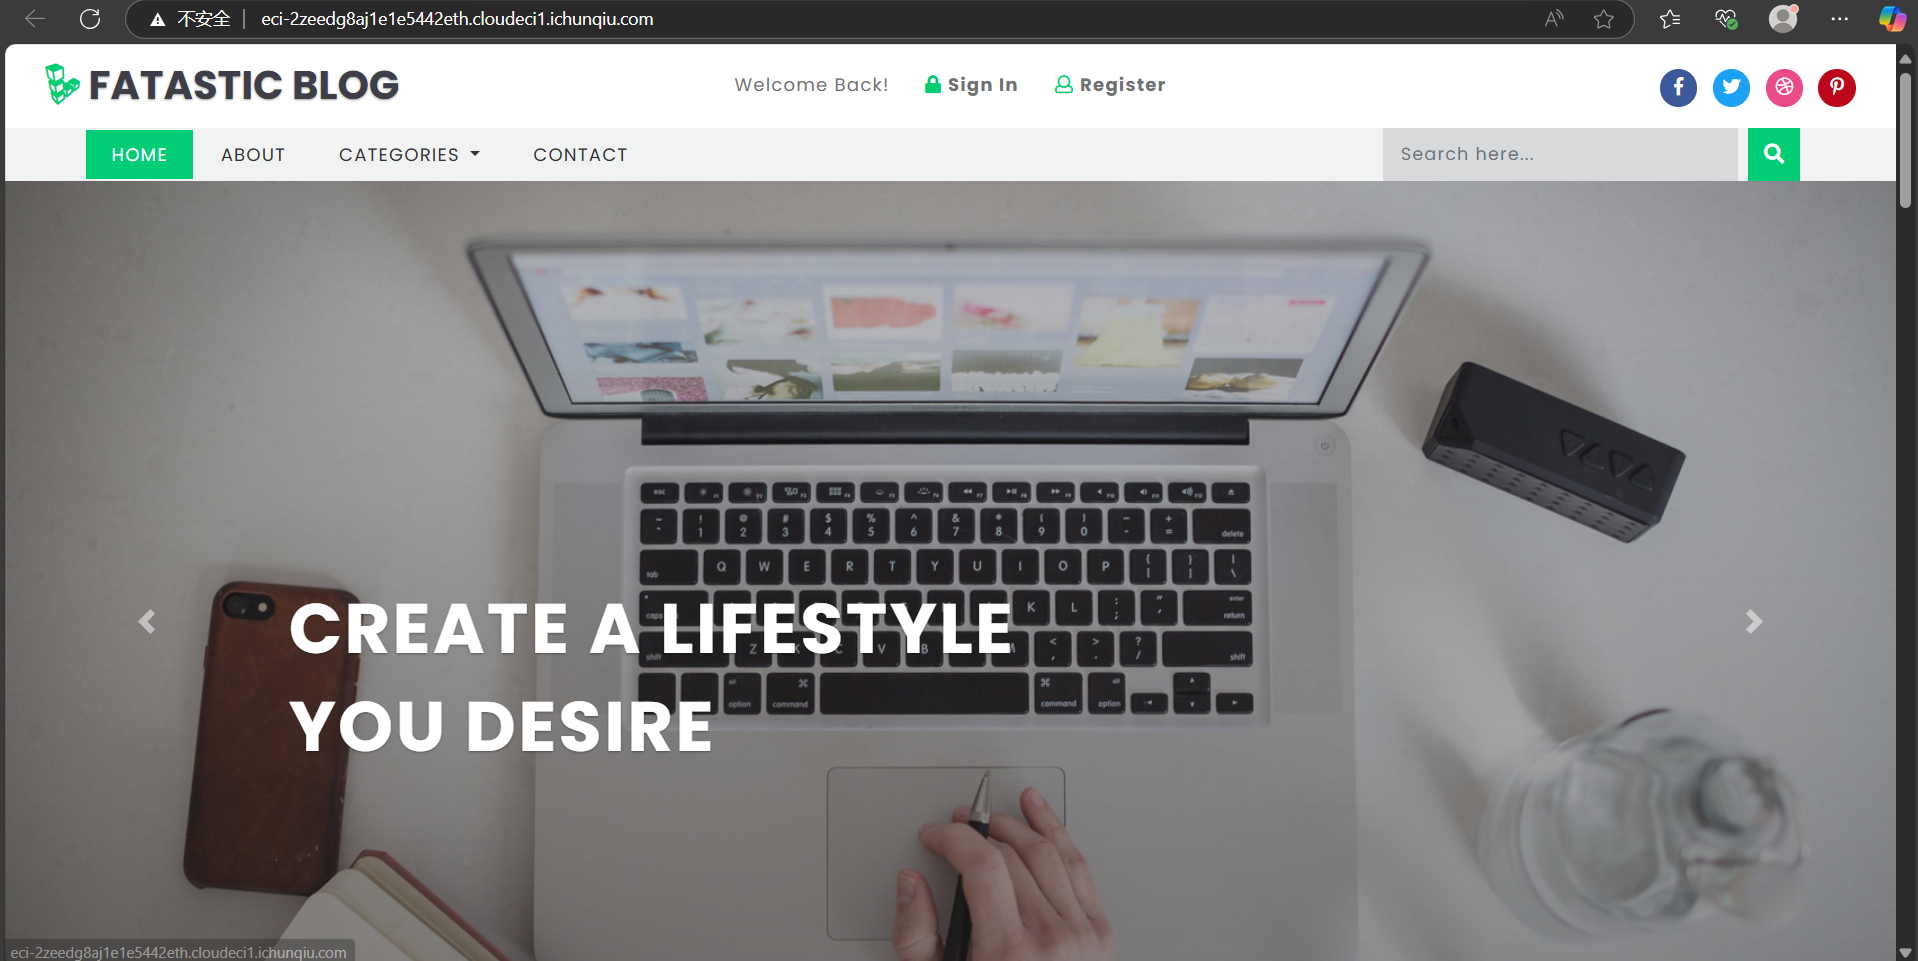 不安全 eci-2zeedg8aj1e1e5442eth.cloudeci1.ichunqiu.com
FATASTIC BLOG
Welcome Back! Sign In Register
HOME ABOUT CATEGORIES CONTACT
Search here...
CREATE A LIFESTYLE
YOU DESIRE
eci-2zeedg8aj1e1e5442eth.cloudeci1.ichunqiu.com